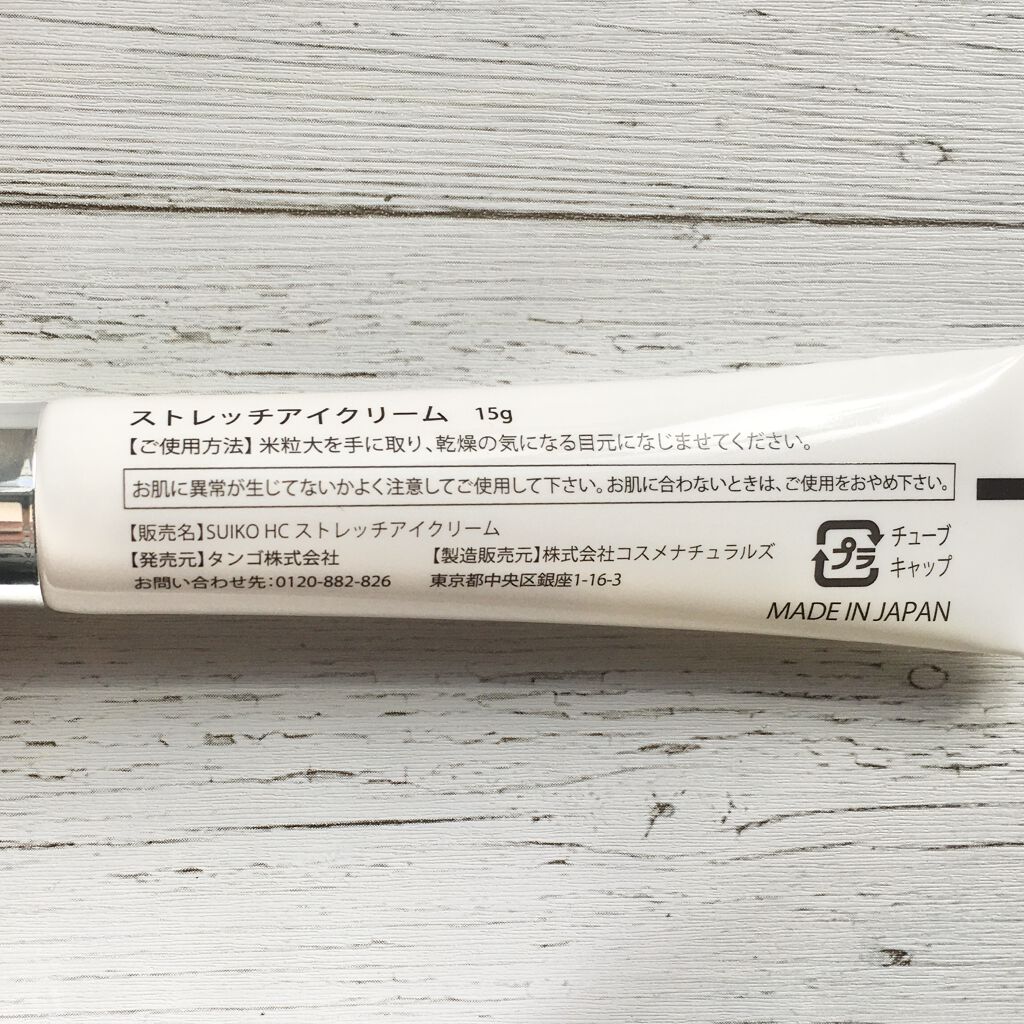 ストレッチアイクリーム 15g
【ご使用方法】米粒大を手に取り、乾燥の気になる目元になじませてください。
お肌に異常が生じてないかよく注意してご使用して下さい。お肌に合わないときは、ご使用をおやめ下さい。
【販売名】SUIKO HC ストレッチアイクリーム
【発売元】タンゴ株式会社 【製造販売元】株式会社コスメナチュラルズ
お問い合わせ先：0120-882-826 東京都中央区銀座1-16-3
プラ
チューブ
キャップ
MADE IN JAPAN